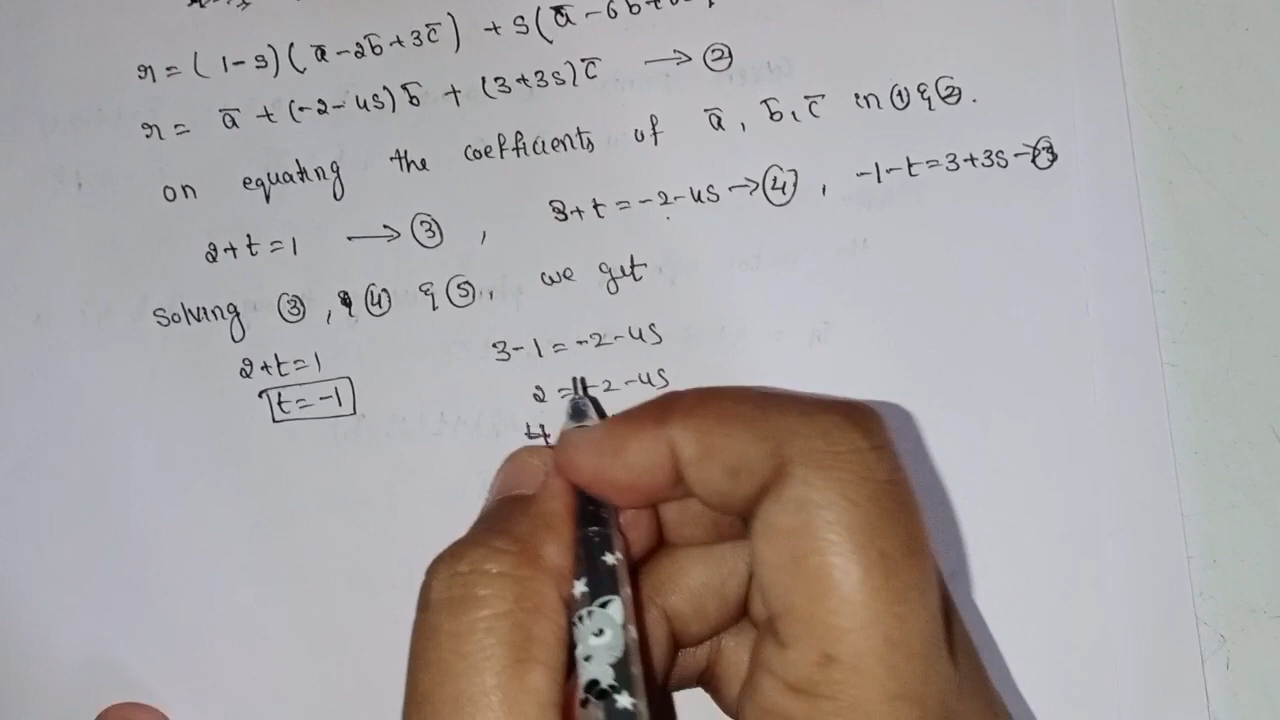 r = (1-s)(a̅-2b̅+3c̅) + s(a̅-6b̅+
r = a̅ + (-2-4s)b̅ + (3+3s)c̅ → ②
on equating the coefficients of a̅, b̅, c̅ in ① & ②.
2+t=1 → ③, 3+t=-2-4s → ④, -1-t=3+3s →
Solving ③, ④ & ⑤, we get
2+t=1 3-1=-2-4s
t=-1 2=-2-4s
4